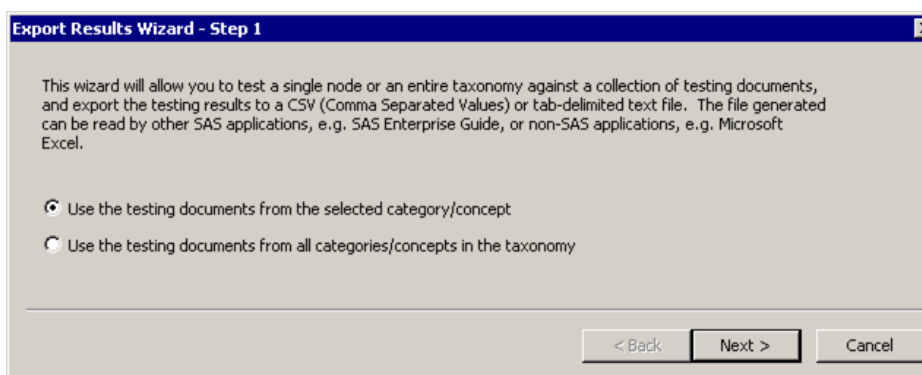 Export Results Wizard - Step 1
This wizard will allow you to test a single node or an entire taxonomy against a collection of testing documents,
and export the testing results to a CSV (Comma Separated Values) or tab-delimited text file. The file generated
can be read by other SAS applications, e.g. SAS Enterprise Guide, or non-SAS applications, e.g. Microsoft
Excel.
Use the testing documents from the selected category/concept
Use the testing documents from all categories/concepts in the taxonomy
< Back Next > Cancel